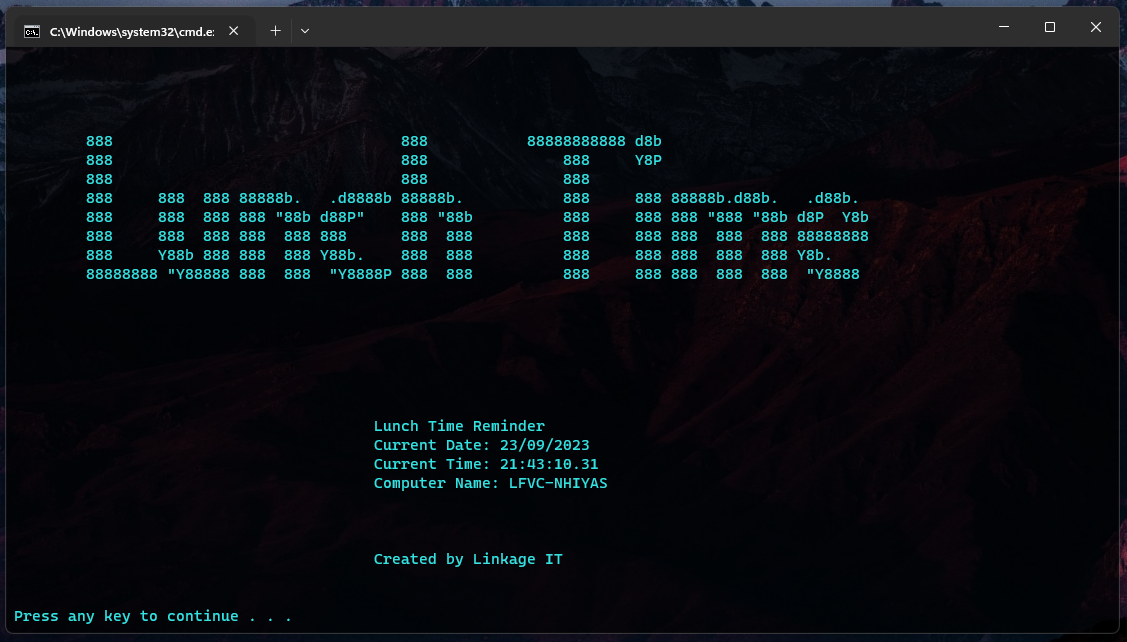 C:\Windows\system32\cmd.e:
888                                888           88888888888 d8b
888                                888               888     Y8P
888                                888               888
888     888  888 88888b.   .d8888b 88888b.           888     888 88888b.d88b.   .d88b.
888     888  888 888 "88b d88P"    888 "88b          888     888 888 "888 "88b d8P  Y8b
888     888  888 888  888 888      888  888          888     888 888  888  888 88888888
888     Y88b 888 888  888 Y88b.    888  888          888     888 888  888  888 Y8b.
88888888 "Y88888 888  888  "Y8888P 888  888          888     888 888  888  888  "Y8888
Lunch Time Reminder
Current Date: 23/09/2023
Current Time: 21:43:10.31
Computer Name: LFVC-NHIYAS
Created by Linkage IT
Press any key to continue . . .